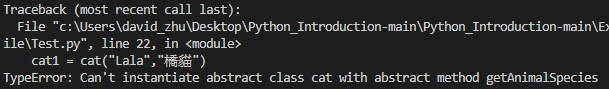 Traceback (most recent call last):
  File "c:\Users\david_zhu\Desktop\Python_Introduction-main\Python_Introduction-main\Ex
ile\Test.py", line 22, in <module>
    cat1 = cat("Lala","橘貓")
TypeError: Can't instantiate abstract class cat with abstract method getAnimalSpecies